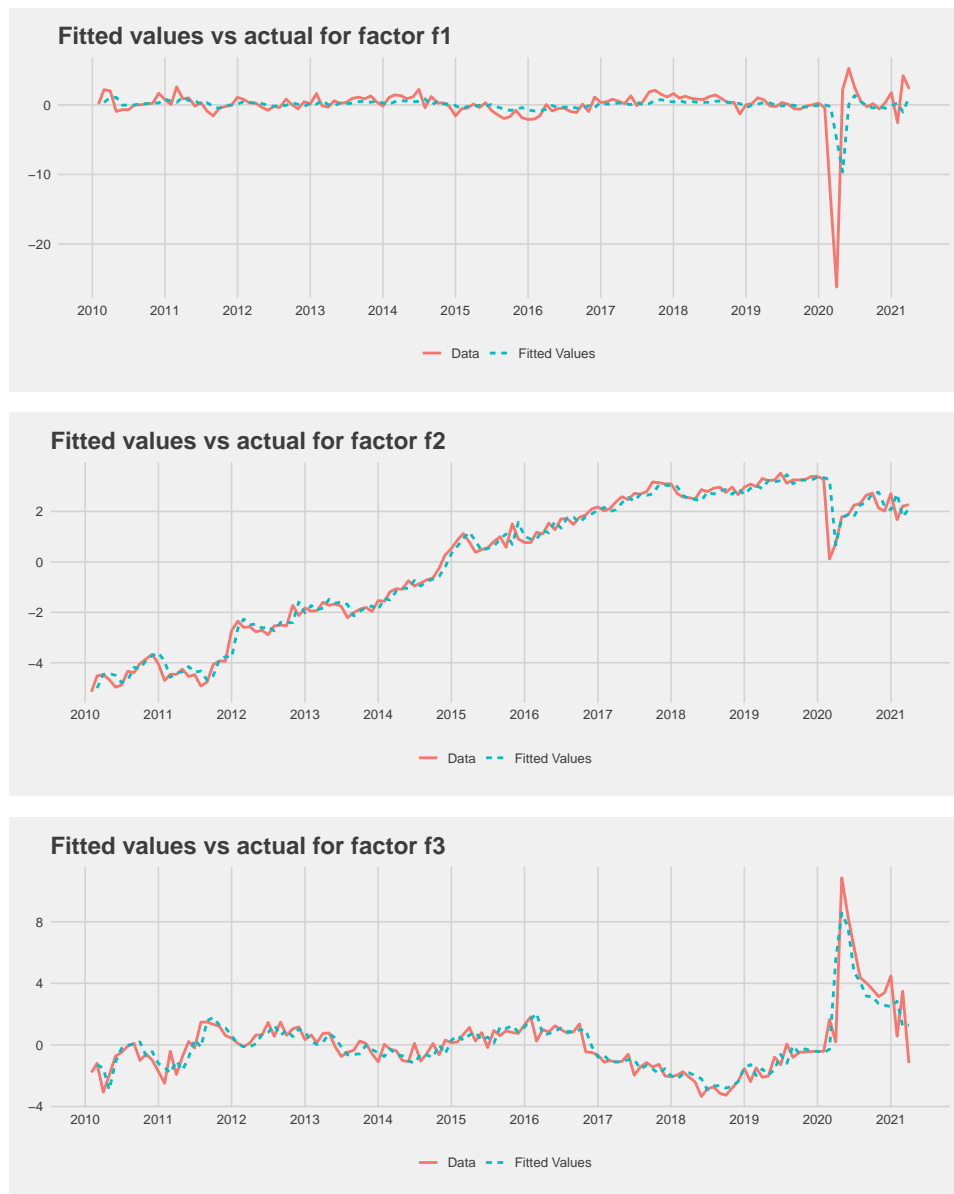 Fitted values vs actual for factor f1
0
−10
−20
2010 2011 2012 2013 2014 2015 2016 2017 2018 2019 2020 2021
Data Fitted Values
Fitted values vs actual for factor f2
2
0
−2
−4
2010 2011 2012 2013 2014 2015 2016 2017 2018 2019 2020 2021
Data Fitted Values
Fitted values vs actual for factor f3
8
4
0
−4
2010 2011 2012 2013 2014 2015 2016 2017 2018 2019 2020 2021
Data Fitted Values